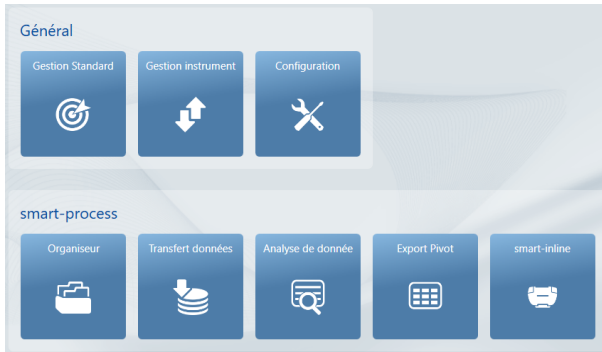 Général
Gestion Standard
Gestion instrument
Configuration
smart-process
Organiseur
Transfert données
Analyse de donnée
Export Pivot
smart-inline